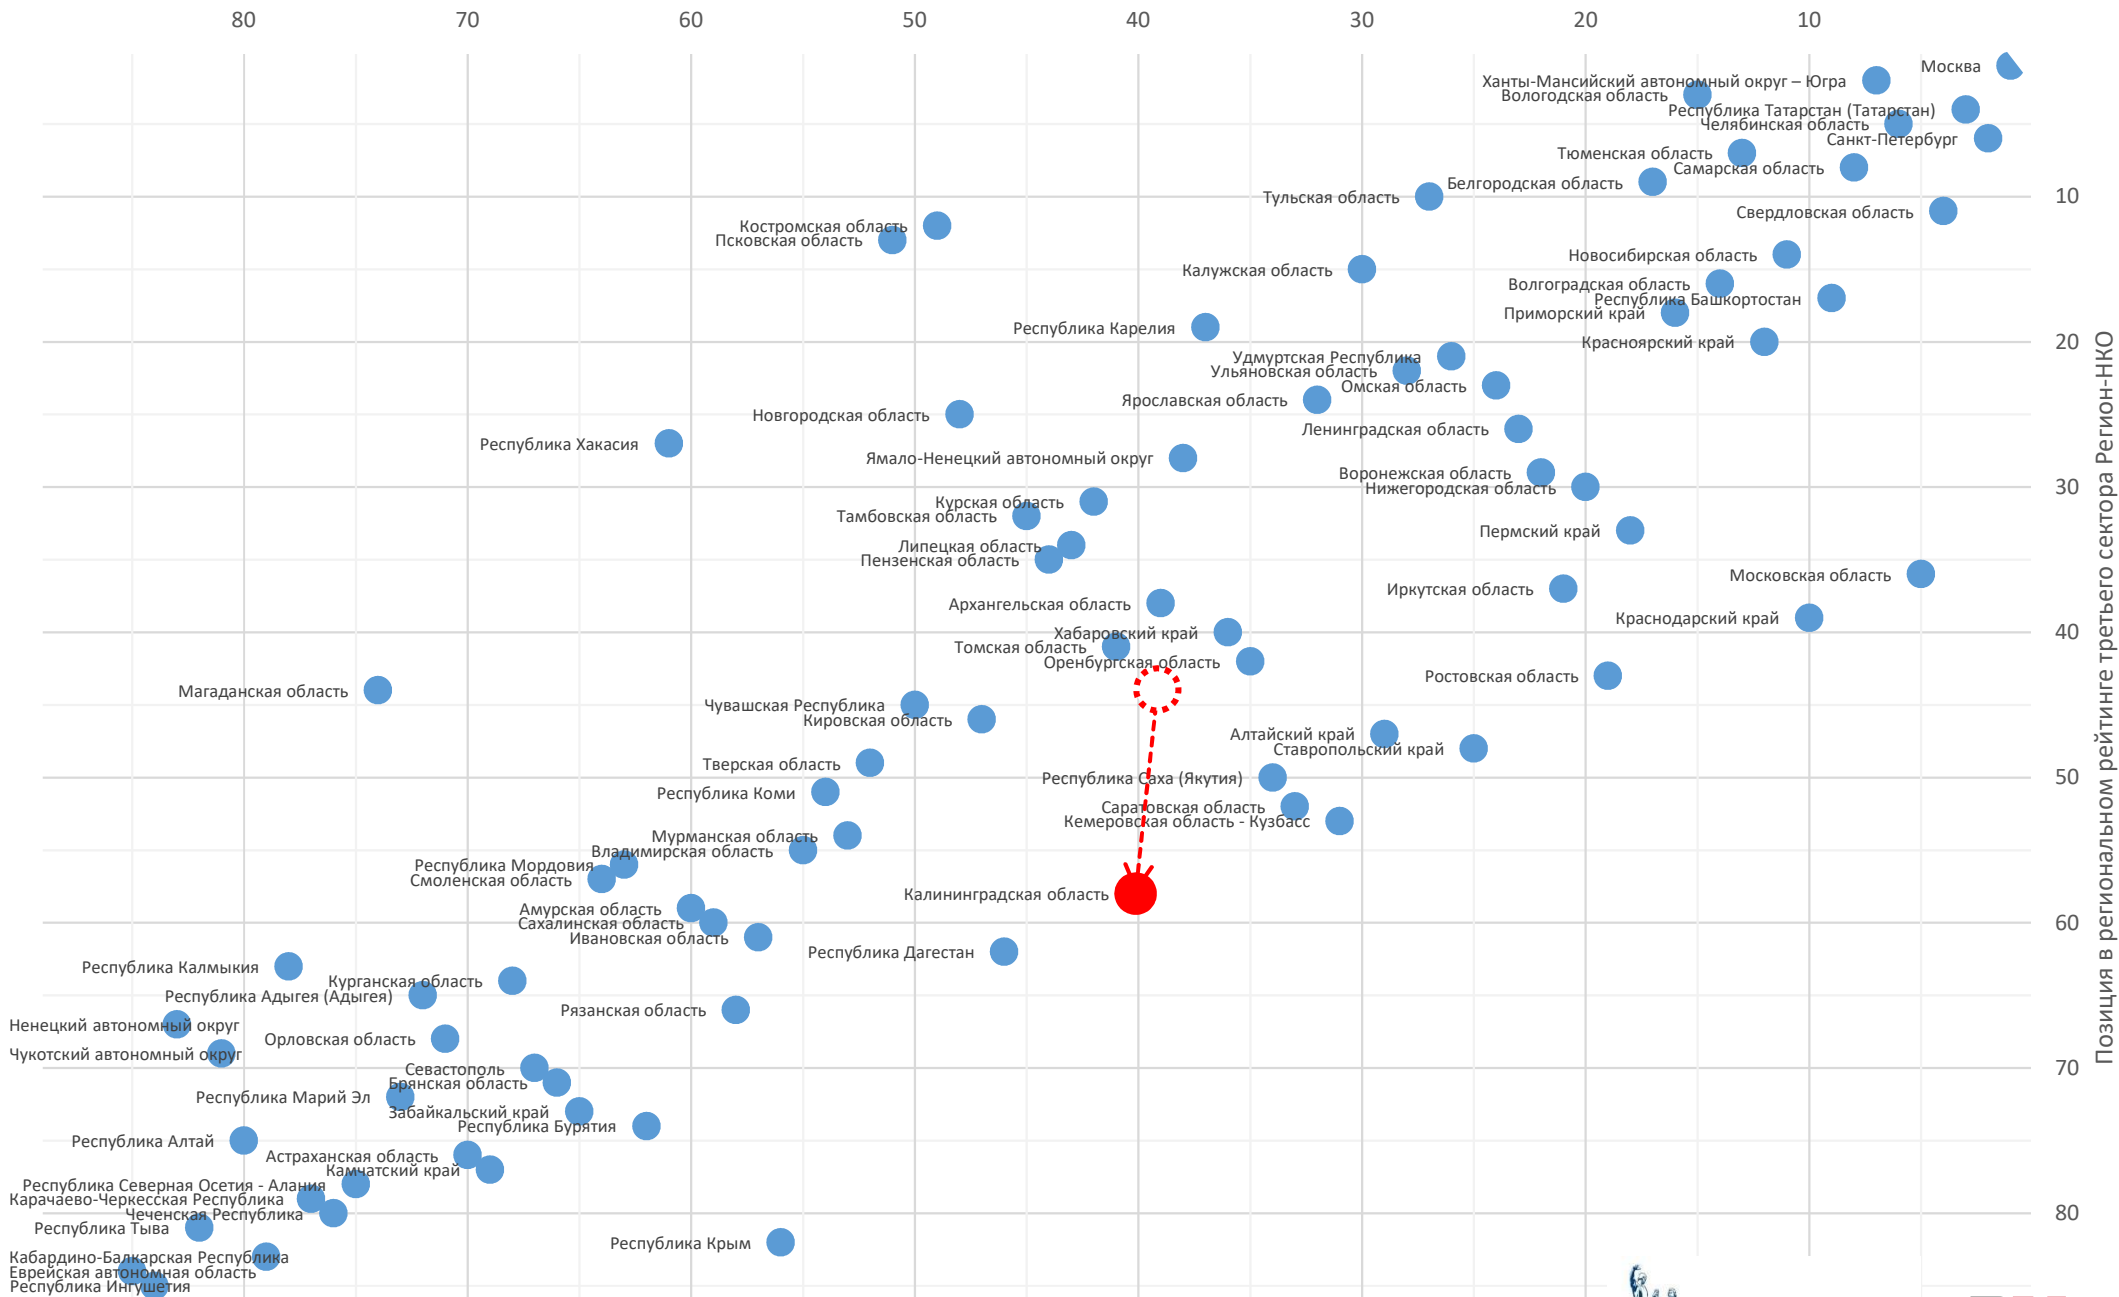 80 70 60 50 40 30 20 10
Москва
Ханты-Мансийский автономный округ – Югра
Вологодская область
Республика Татарстан (Татарстан)
Челябинская область
Санкт-Петербург
Тюменская область
Самарская область
Белгородская область
Тульская область
10
Свердловская область
Костромская область
Псковская область
Новосибирская область
Калужская область
Волгоградская область
Республика Башкортостан
Приморский край
Республика Карелия
Красноярский край
20
Удмуртская Республика
Ульяновская область
Омская область
Ярославская область
Новгородская область
Ленинградская область
Республика Хакасия
Ямало-Ненецкий автономный округ
Воронежская область
Нижегородская область
30
Курская область
Тамбовская область
Пермский край
Липецкая область
Пензенская область
Московская область
Иркутская область
Архангельская область
Краснодарский край
Хабаровский край
40
Томская область
Оренбургская область
Ростовская область
Магаданская область
Чувашская Республика
Кировская область
Алтайский край
Ставропольский край
Тверская область
Республика Саха (Якутия)
50
Республика Коми
Саратовская область
Кемеровская область - Кузбасс
Мурманская область
Владимирская область
Республика Мордовия
Смоленская область
Калининградская область
Амурская область
Сахалинская область
60
Ивановская область
Республика Дагестан
Республика Калмыкия
Курганская область
Республика Адыгея (Адыгея)
Рязанская область
Ненецкий автономный округ
Орловская область
Чукотский автономный округ
Севастополь
70
Брянская область
Республика Марий Эл
Забайкальский край
Республика Бурятия
Республика Алтай
Астраханская область
Камчатский край
Республика Северная Осетия - Алания
Карачаево-Черкесская Республика
Чеченская Республика
80
Республика Тыва
Республика Крым
Кабардино-Балкарская Республика
Еврейская автономная область
Республика Ингушетия
Позиция в региональном рейтинге третьего сектора Регион-НКО